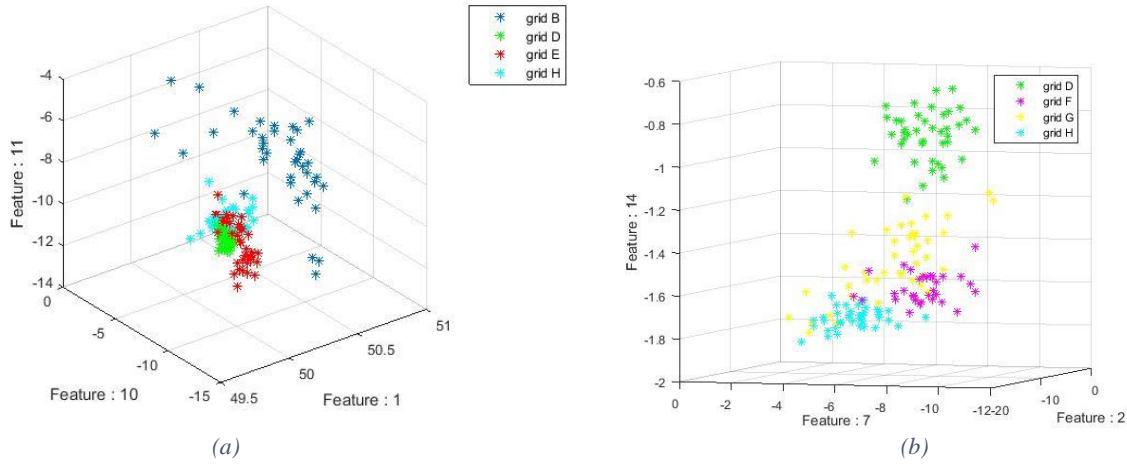 grid B
grid D
grid E
grid H
-4
-6
-8
-10
-12
-14
Feature : 11
0
-5
-10
-15
Feature : 10
49.5
50
50.5
51
Feature : 1
(a)
grid D
grid F
grid G
grid H
-0.6
-0.8
-1
-1.2
-1.4
-1.6
-1.8
-2
Feature : 14
0
-2
-4
-6
-8
-10
-12
Feature : 7
-20
-10
0
Feature : 2
(b)